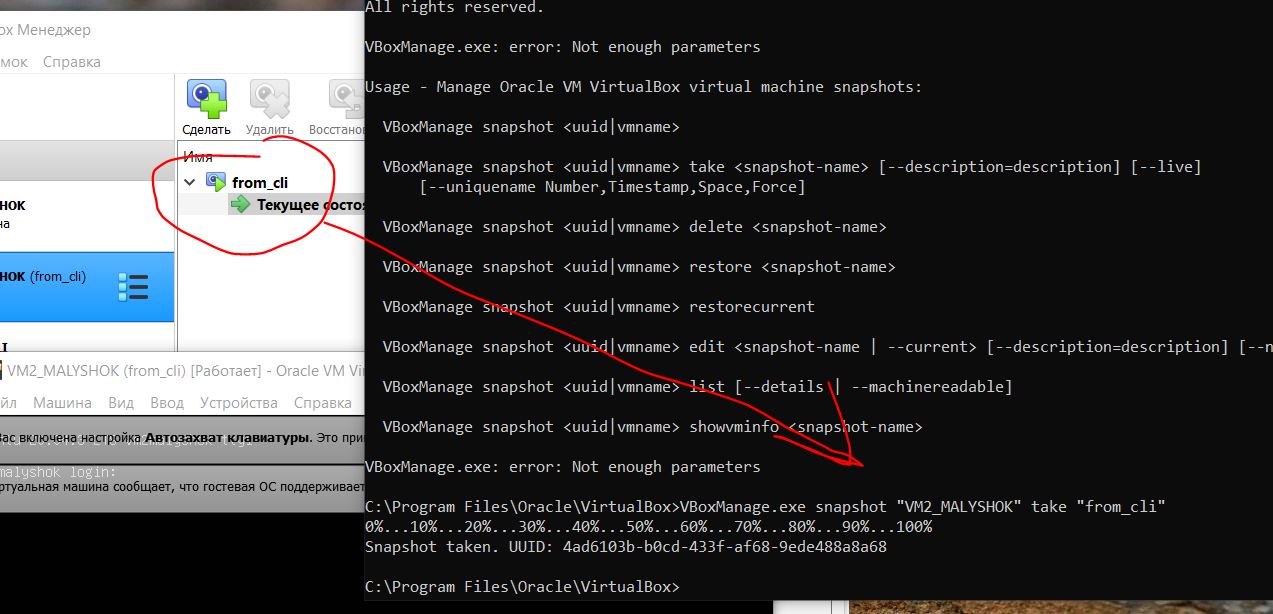 ox Менеджер
мок Справка
Сделать Удалить Восстанов
Имя
from_cli
Текущее состоя
НОК
на
НОК (from_cli)
I
VM2_MALYSHOK (from_cli) [Работает] - Oracle VM Vi
йл Машина Вид Ввод Устройства Справка
Вас включена настройка Автозахват клавиатуры. Это при
malyshok login:
ртуальная машина сообщает, что гостевая ОС поддерживает
All rights reserved.
VBoxManage.exe: error: Not enough parameters
Usage - Manage Oracle VM VirtualBox virtual machine snapshots:
VBoxManage snapshot <uuid|vmname>
VBoxManage snapshot <uuid|vmname> take <snapshot-name> [--description=description] [--live]
[--uniquename Number,Timestamp,Space,Force]
VBoxManage snapshot <uuid|vmname> delete <snapshot-name>
VBoxManage snapshot <uuid|vmname> restore <snapshot-name>
VBoxManage snapshot <uuid|vmname> restorecurrent
VBoxManage snapshot <uuid|vmname> edit <snapshot-name | --current> [--description=description] [--n
VBoxManage snapshot <uuid|vmname> list [--details | --machinereadable]
VBoxManage snapshot <uuid|vmname> showvminfo <snapshot-name>
VBoxManage.exe: error: Not enough parameters
C:\Program Files\Oracle\VirtualBox>VBoxManage.exe snapshot "VM2_MALYSHOK" take "from_cli"
0%...10%...20%...30%...40%...50%...60%...70%...80%...90%...100%
Snapshot taken. UUID: 4ad6103b-b0cd-433f-af68-9ede488a8a68
C:\Program Files\Oracle\VirtualBox>